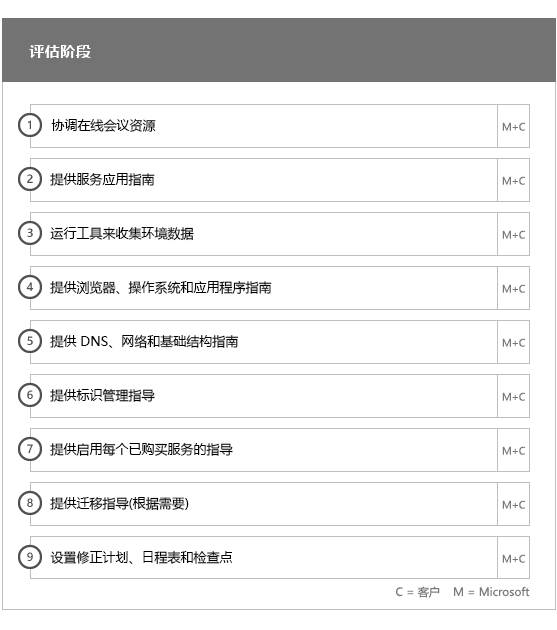 评估阶段
1 协调在线会议资源 M+C
2 提供服务应用指南 M+C
3 运行工具来收集环境数据 M+C
4 提供浏览器、操作系统和应用程序指南 M+C
5 提供 DNS、网络和基础结构指南 M+C
6 提供标识管理指导 M+C
7 提供启用每个已购买服务的指导 M+C
8 提供迁移指导(根据需要) M+C
9 设置修正计划、日程表和检查点 M+C
C = 客户 M = Microsoft